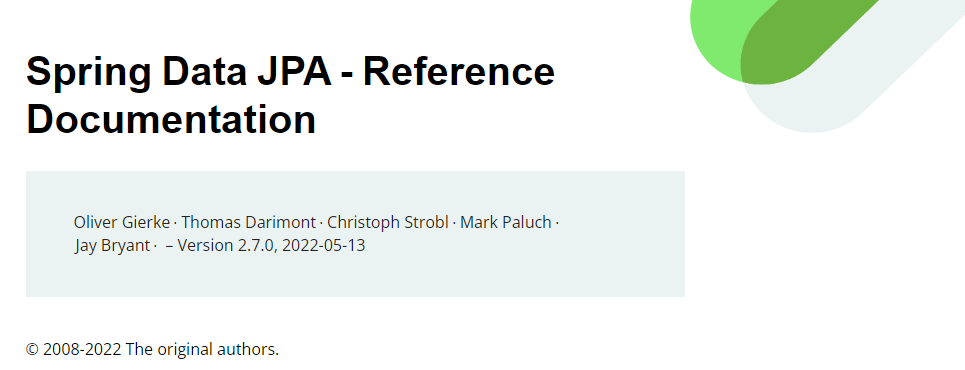 Spring Data JPA - Reference
Documentation
Oliver Gierke · Thomas Darimont · Christoph Strobl · Mark Paluch ·
Jay Bryant ·  – Version 2.7.0, 2022-05-13
© 2008-2022 The original authors.